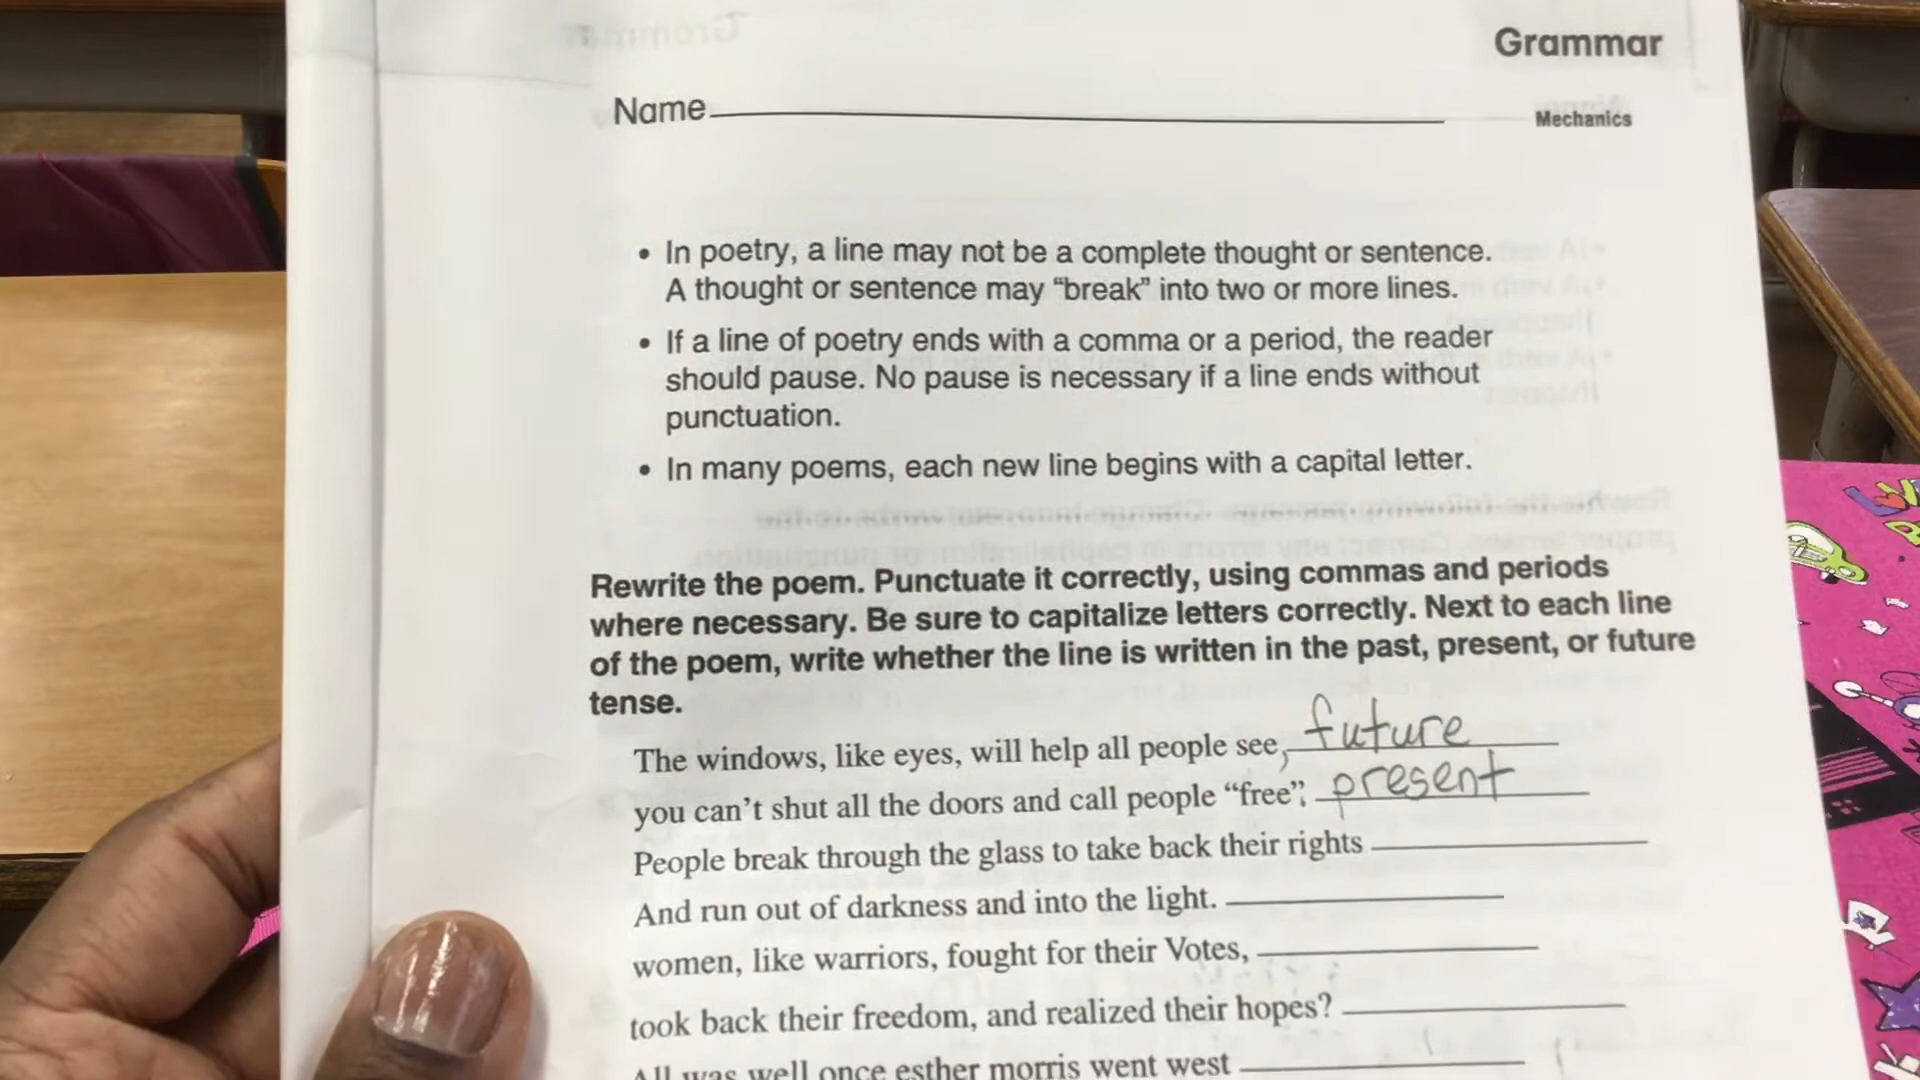 Grammar
Name
Mechanics
• In poetry, a line may not be a complete thought or sentence.
A thought or sentence may “break” into two or more lines.
• If a line of poetry ends with a comma or a period, the reader
should pause. No pause is necessary if a line ends without
punctuation.
• In many poems, each new line begins with a capital letter.
Rewrite the poem. Punctuate it correctly, using commas and periods
where necessary. Be sure to capitalize letters correctly. Next to each line
of the poem, write whether the line is written in the past, present, or future
tense.
The windows, like eyes, will help all people see, future
you can’t shut all the doors and call people “free”; present
People break through the glass to take back their rights
And run out of darkness and into the light.
women, like warriors, fought for their Votes,
took back their freedom, and realized their hopes?
All was well once esther morris went west